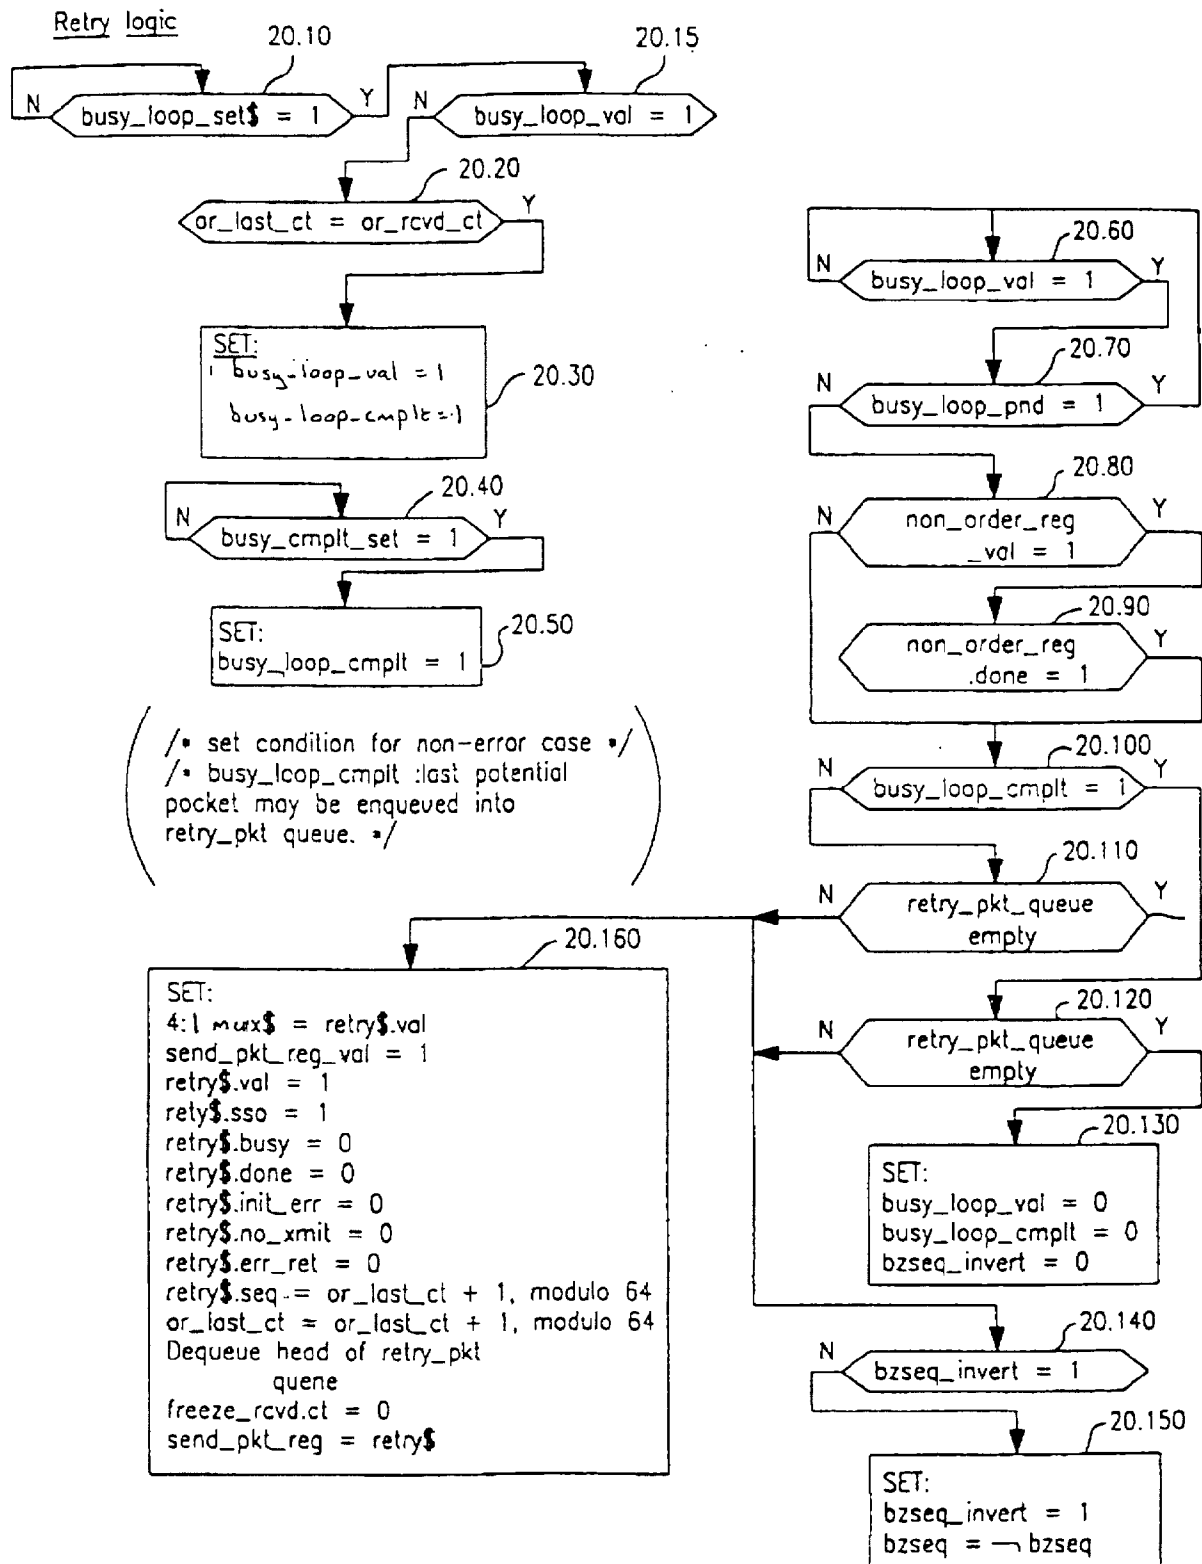 Retry logic
20.10
20.15
N
busy_loop_set$ = 1
Y
N
busy_loop_val = 1
20.20
or_last_ct = or_rcvd_ct
Y
SET:
busy_loop_val = 1
busy_loop_cmplt = 1
20.30
20.40
N
busy_cmplt_set = 1
Y
SET:
busy_loop_cmplt = 1
20.50
/* set condition for non-error case */
/* busy_loop_cmplt :last potential
pocket may be enqueued into
retry_pkt queue. */
20.60
N
busy_loop_val = 1
Y
20.70
N
busy_loop_pnd = 1
Y
20.80
N
non_order_reg
_val = 1
Y
20.90
non_order_reg
.done = 1
Y
20.100
N
busy_loop_cmplt = 1
Y
20.110
N
retry_pkt_queue
empty
Y
20.120
N
retry_pkt_queue
empty
Y
20.130
SET:
busy_loop_val = 0
busy_loop_cmplt = 0
bzseq_invert = 0
20.140
N
bzseq_invert = 1
20.150
SET:
bzseq_invert = 1
bzseq = ¬ bzseq
20.160
SET:
4:1 mux$ = retry$.val
send_pkt_reg_val = 1
retry$.val = 1
rety$.sso = 1
retry$.busy = 0
retry$.done = 0
retry$.init_err = 0
retry$.no_xmit = 0
retry$.err_ret = 0
retry$.seq = or_last_ct + 1, modulo 64
or_last_ct = or_last_ct + 1, modulo 64
Dequeue head of retry_pkt
quene
freeze_rcvd.ct = 0
send_pkt_reg = retry$